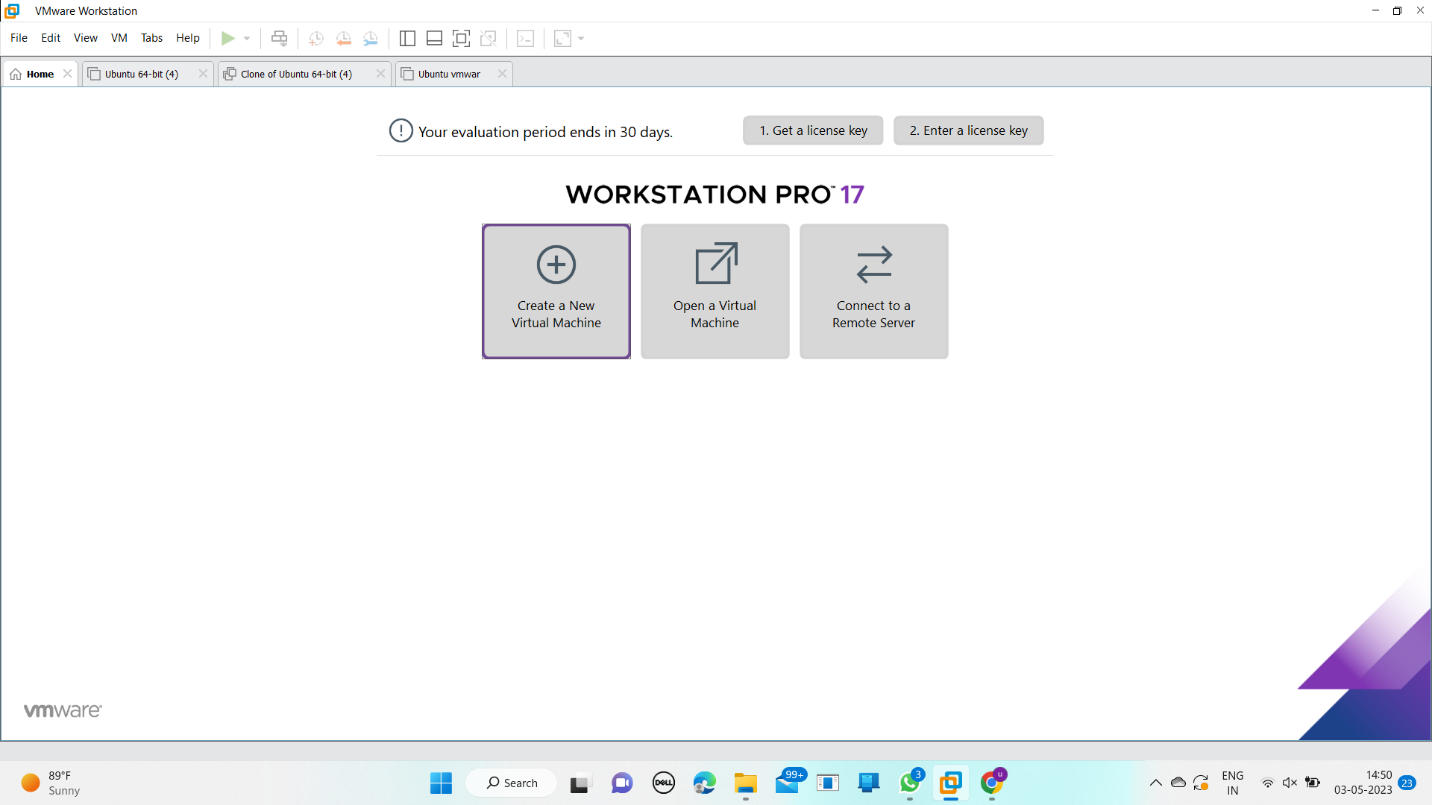 VMware Workstation
File Edit View VM Tabs Help
Home Ubuntu 64-bit (4) Clone of Ubuntu 64-bit (4) Ubuntu vmwar
Your evaluation period ends in 30 days. 1. Get a license key 2. Enter a license key
WORKSTATION PRO™ 17
Create a New
Virtual Machine
Open a Virtual
Machine
Connect to a
Remote Server
vmware®
89°F
Sunny
Search
DELL
99+
3
u
ENG
IN
14:50
03-05-2023
23